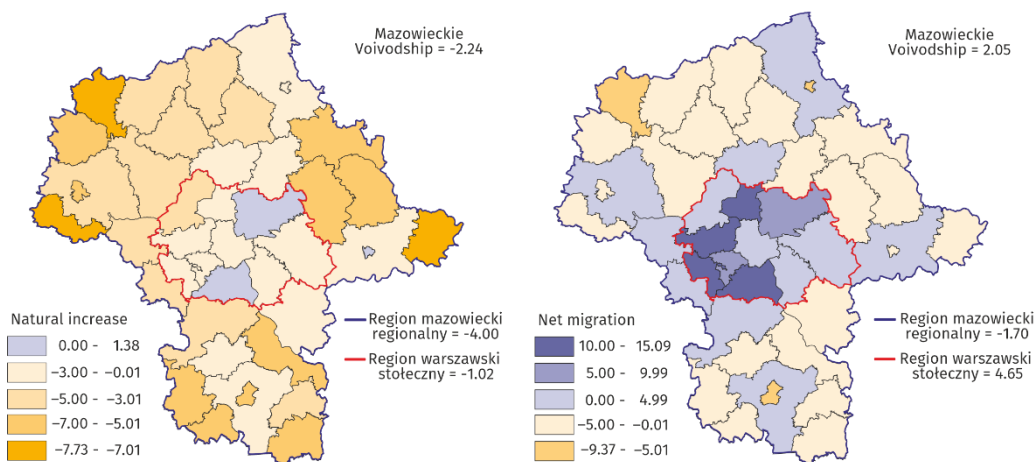 Mazowieckie
Voivodship = -2.24
Natural increase
0.00 - 1.38
−3.00 − −0.01
−5.00 − −3.01
−7.00 − −5.01
−7.73 − −7.01
Region mazowiecki
regionalny = -4.00
Region warszawski
stołeczny = -1.02
Mazowieckie
Voivodship = 2.05
Net migration
10.00 - 15.09
5.00 - 9.99
0.00 - 4.99
−5.00 − −0.01
−9.37 − −5.01
Region mazowiecki
regionalny = -1.70
Region warszawski
stołeczny = 4.65